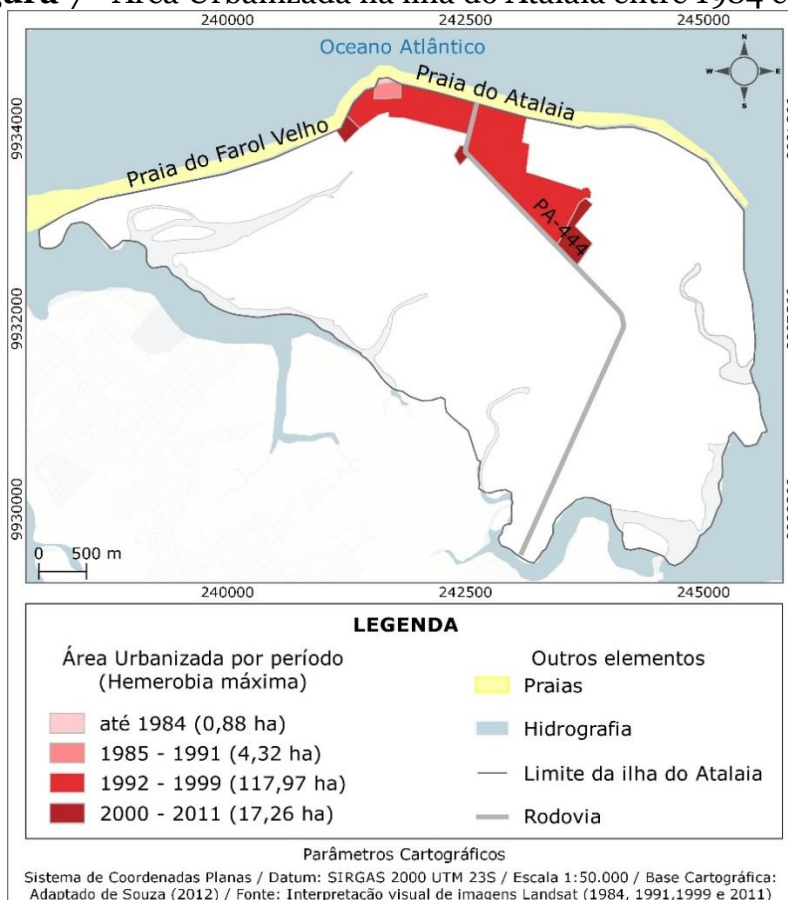 7 - Área Urbanizada na ilha do Atalaia entre 1984 e
240000 242500 245000
Oceano Atlântico
N
W E
S
Praia do Atalaia
Praia do Farol Velho
9934000
PA-444
9932000
9930000
0 500 m
240000 242500 245000
LEGENDA
Área Urbanizada por período
(Hemerobia máxima)
até 1984 (0,88 ha)
1985 - 1991 (4,32 ha)
1992 - 1999 (117,97 ha)
2000 - 2011 (17,26 ha)
Outros elementos
Praias
Hidrografia
Limite da ilha do Atalaia
Rodovia
Parâmetros Cartográficos
Sistema de Coordenadas Planas / Datum: SIRGAS 2000 UTM 23S / Escala 1:50.000 / Base Cartográfica:
Adaptado de Souza (2012) / Fonte: Interpretação visual de imagens Landsat (1984, 1991,1999 e 2011)